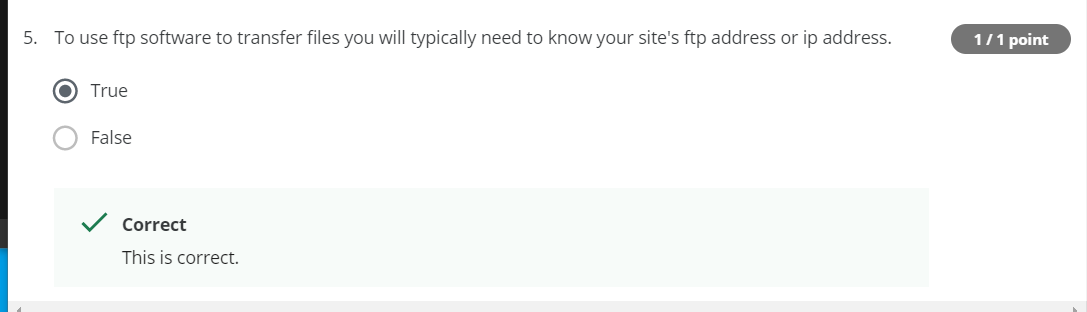 5. To use ftp software to transfer files you will typically need to know your site's ftp address or ip address.
1 / 1 point
True
False
Correct
This is correct.